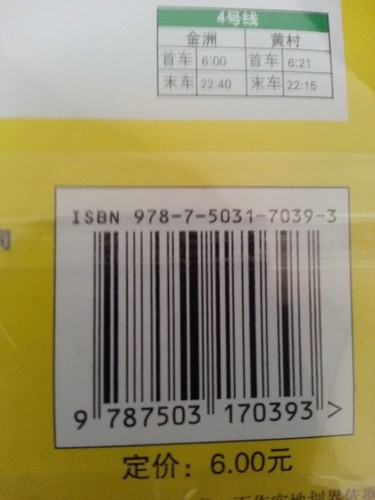 4号线
金洲 黄村
首车 6:00 首车 6:21
末车 22:40 末车 22:15
ISBN 978-7-5031-7039-3
9 787503 170393 >
定价：6.00元